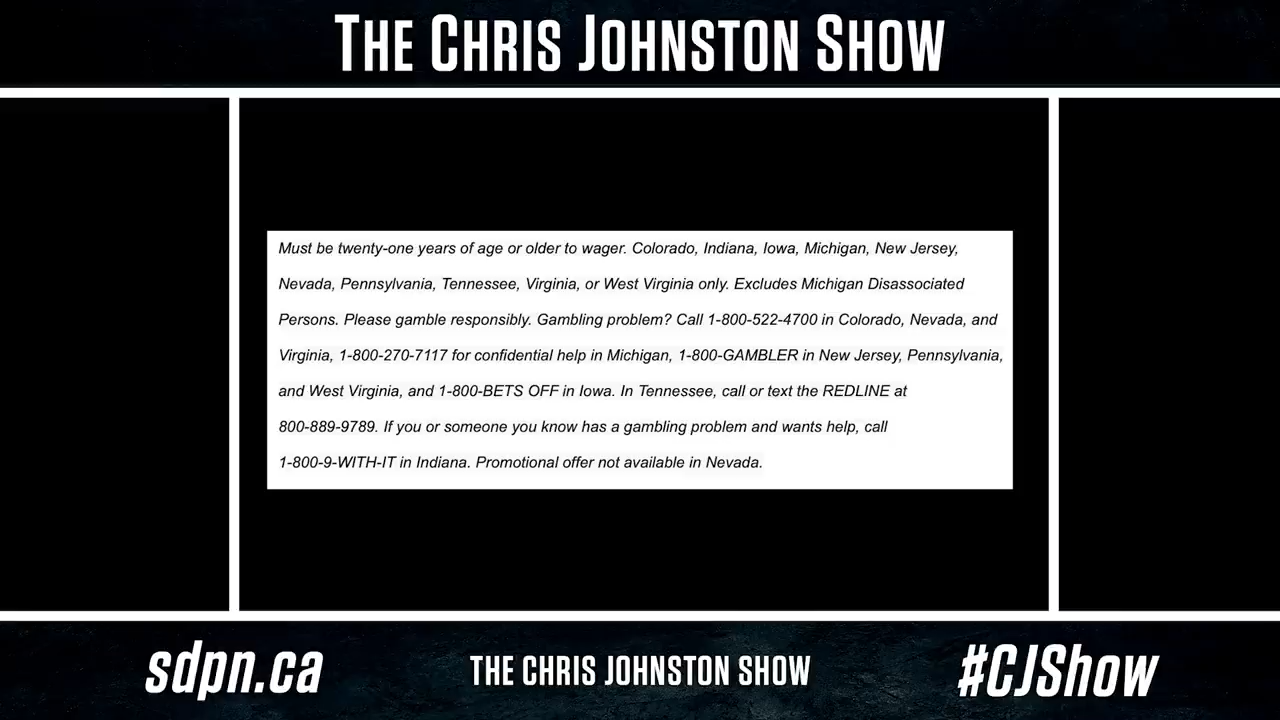 THE CHRIS JOHNSTON SHOW
Must be twenty-one years of age or older to wager. Colorado, Indiana, Iowa, Michigan, New Jersey,
Nevada, Pennsylvania, Tennessee, Virginia, or West Virginia only. Excludes Michigan Disassociated
Persons. Please gamble responsibly. Gambling problem? Call 1-800-522-4700 in Colorado, Nevada, and
Virginia, 1-800-270-7117 for confidential help in Michigan, 1-800-GAMBLER in New Jersey, Pennsylvania,
and West Virginia, and 1-800-BETS OFF in Iowa. In Tennessee, call or text the REDLINE at
800-889-9789. If you or someone you know has a gambling problem and wants help, call
1-800-9-WITH-IT in Indiana. Promotional offer not available in Nevada.
sdpn.ca
THE CHRIS JOHNSTON SHOW
#CJShow